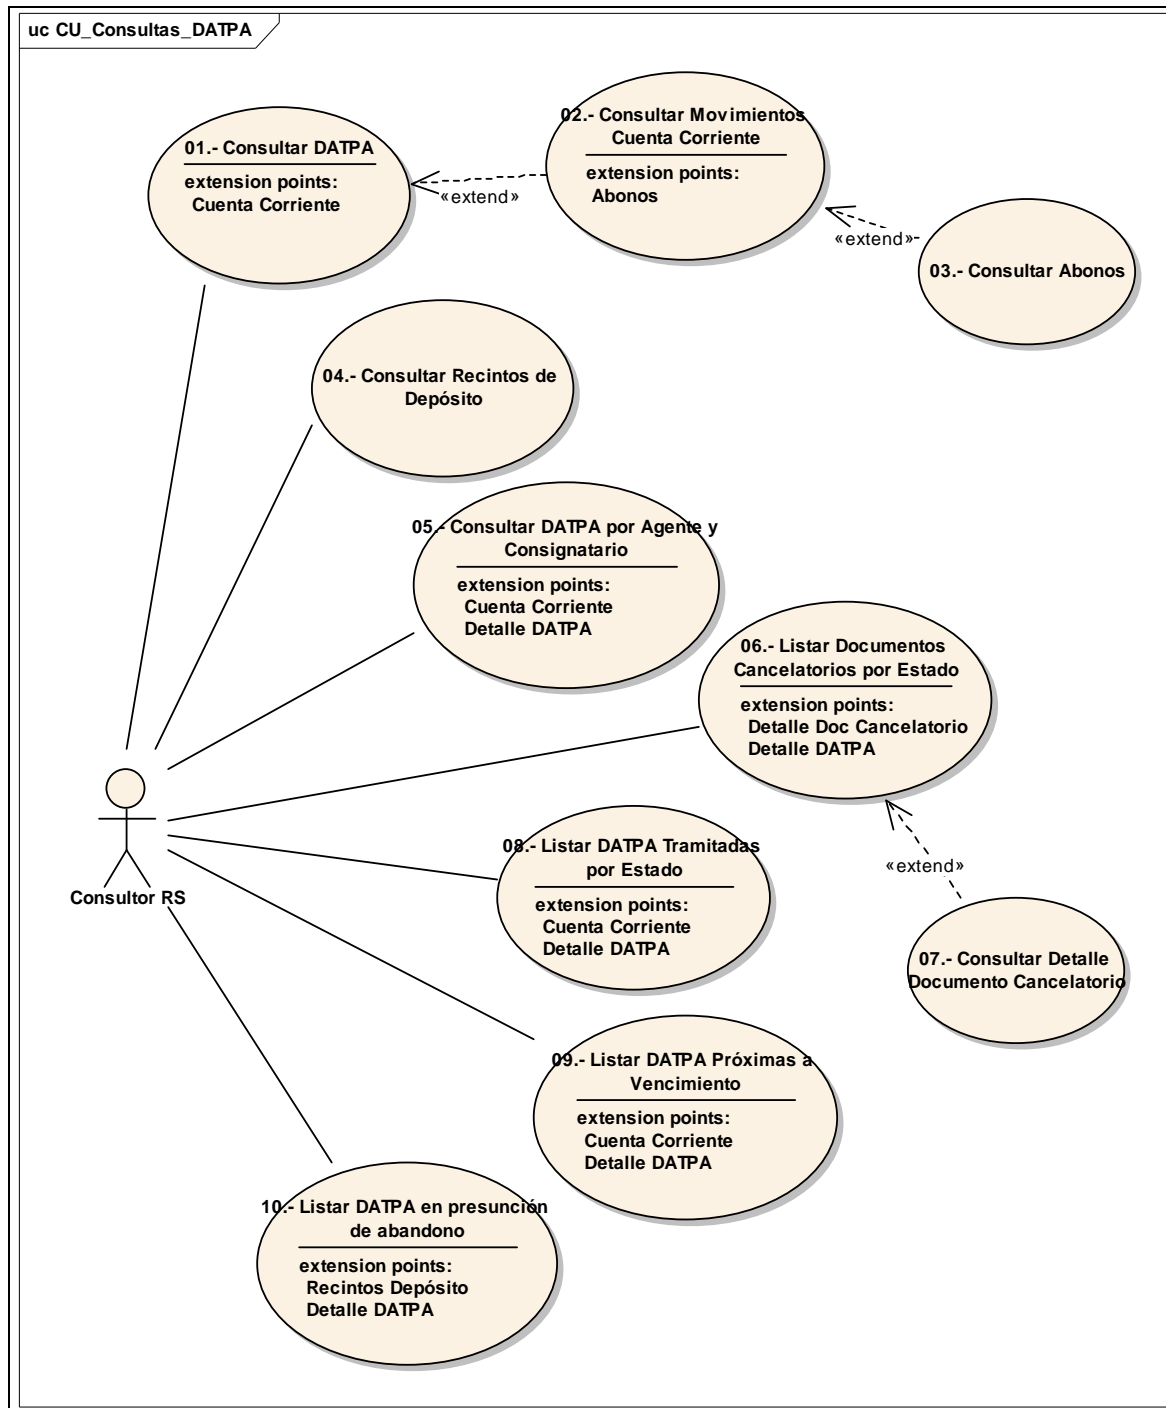 uc CU_Consultas_DATPA
01.- Consultar DATPA
extension points:
Cuenta Corriente
«extend»
02.- Consultar Movimientos
Cuenta Corriente
extension points:
Abonos
«extend»
03.- Consultar Abonos
04.- Consultar Recintos de
Depósito
05.- Consultar DATPA por Agente y
Consignatario
extension points:
Cuenta Corriente
Detalle DATPA
06.- Listar Documentos
Cancelatorios por Estado
extension points:
Detalle Doc Cancelatorio
Detalle DATPA
«extend»
07.- Consultar Detalle
Documento Cancelatorio
Consultor RS
08.- Listar DATPA Tramitadas
por Estado
extension points:
Cuenta Corriente
Detalle DATPA
09.- Listar DATPA Próximas a
Vencimiento
extension points:
Cuenta Corriente
Detalle DATPA
10.- Listar DATPA en presunción
de abandono
extension points:
Recintos Depósito
Detalle DATPA